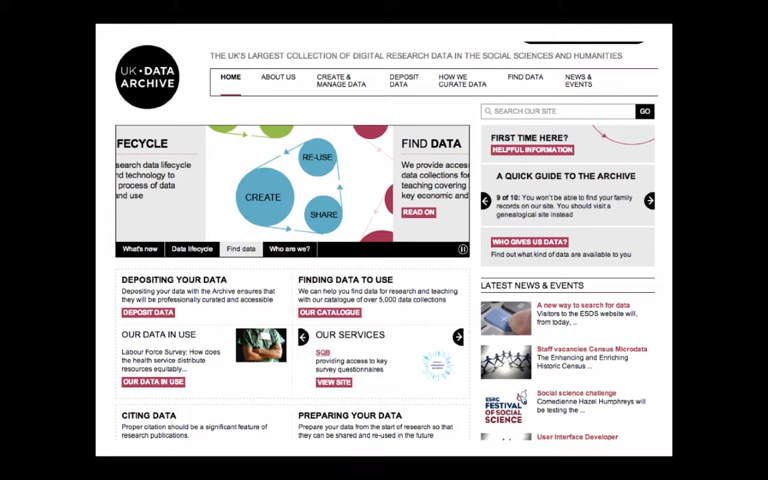 UK•DATA
ARCHIVE
THE UK'S LARGEST COLLECTION OF DIGITAL RESEARCH DATA IN THE SOCIAL SCIENCES AND HUMANITIES
HOME
ABOUT US
CREATE &
MANAGE DATA
DEPOSIT
DATA
HOW WE
CURATE DATA
FIND DATA
NEWS &
EVENTS
SEARCH OUR SITE
GO
FECYCLE
search data lifecycle
nd technology to
process of data
and use
RE-USE
CREATE
SHARE
FIND DATA
We provide access
data collections for
teaching covering
key economic and
READ ON
What's new
Data lifecycle
Find data
Who are we?
FIRST TIME HERE?
HELPFUL INFORMATION
A QUICK GUIDE TO THE ARCHIVE
9 of 10: You won't be able to find your family
records on our site. You should visit a
genealogical site instead
WHO GIVES US DATA?
Find out what kind of data are available to you
DEPOSITING YOUR DATA
Depositing your data with the Archive ensures that
they will be professionally curated and accessible
DEPOSIT DATA
FINDING DATA TO USE
We can help you find data for research and teaching
with our catalogue of over 5,000 data collections
OUR CATALOGUE
OUR DATA IN USE
Labour Force Survey: How does
the health service distribute
resources equitably...
OUR DATA IN USE
OUR SERVICES
SQB
providing access to key
survey questionnaires
VIEW SITE
CITING DATA
Proper citation should be a significant feature of
research publications.
PREPARING YOUR DATA
Prepare your data from the start of research so that
they can be shared and re-used in the future
LATEST NEWS & EVENTS
A new way to search for data
Visitors to the ESDS website will,
from today, ...
Staff vacancies Census Microdata
The Enhancing and Enriching
Historic Census ...
ESRC
FESTIVAL
OF SOCIAL
SCIENCE
Social science challenge
Comedienne Hazel Humphreys will
be testing the ...
User Interface Developer